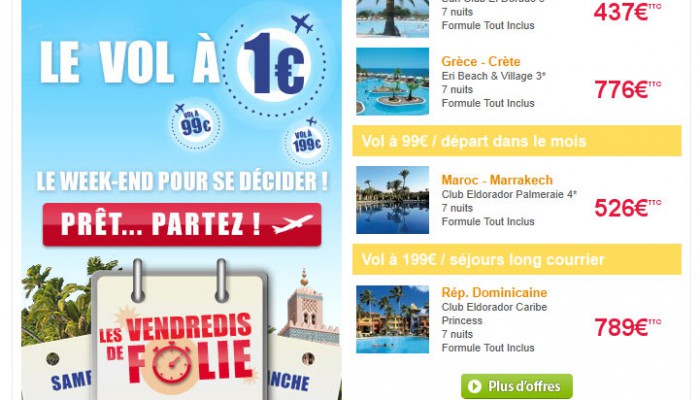 LE VOL À 1€
VOL À
99€
VOL À
199€
LE WEEK-END POUR SE DÉCIDER !
PRÊT... PARTEZ !
LES VENDREDIS
DE FOLIE
SAME
ANCHE
7 nuits
Formule Tout Inclus
437€TTC
Grèce - Crète
Eri Beach & Village 3*
7 nuits
Formule Tout Inclus
776€TTC
Vol à 99€ / départ dans le mois
Maroc - Marrakech
Club Eldorador Palmeraie 4*
7 nuits
Formule Tout Inclus
526€TTC
Vol à 199€ / séjours long courrier
Rép. Dominicaine
Club Eldorador Caribe
Princess
7 nuits
Formule Tout Inclus
789€TTC
Plus d'offres